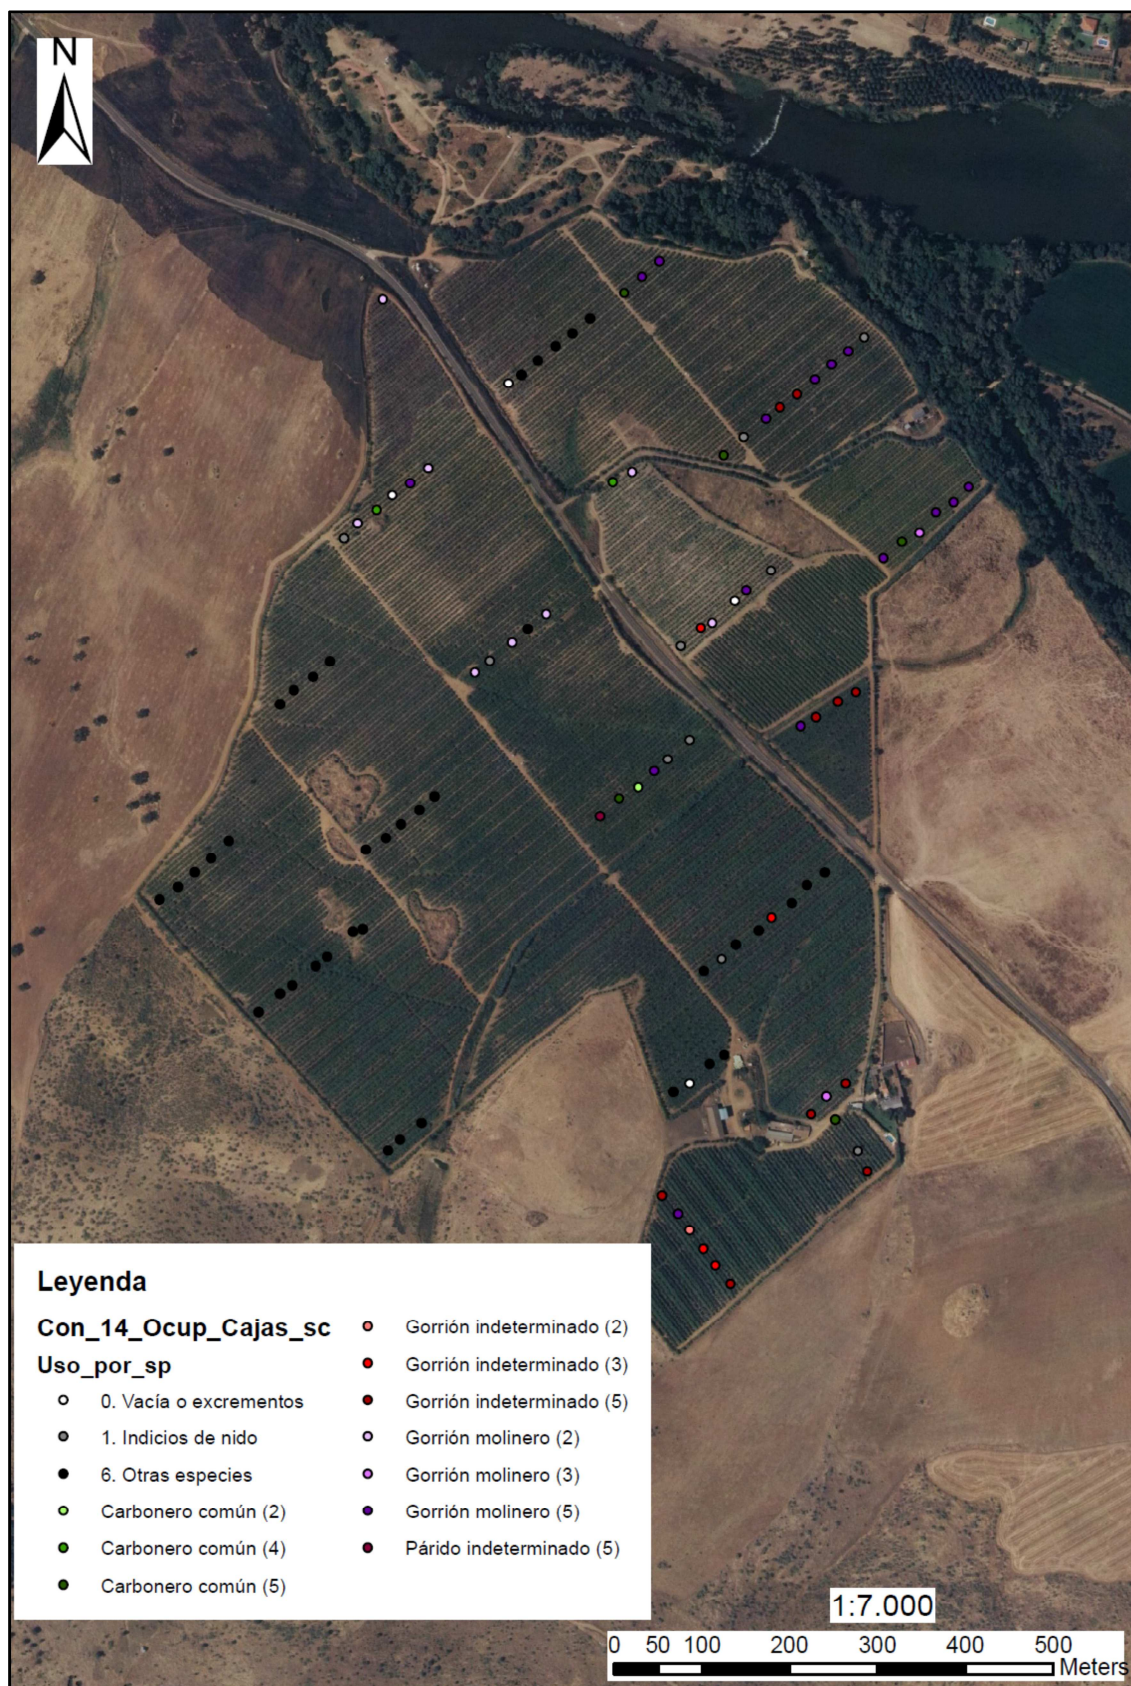 N
Leyenda
Con_14_Ocup_Cajas_sc
Uso_por_sp
0. Vacía o excrementos
1. Indicios de nido
6. Otras especies
Carbonero común (2)
Carbonero común (4)
Carbonero común (5)
Gorrión indeterminado (2)
Gorrión indeterminado (3)
Gorrión indeterminado (5)
Gorrión molinero (2)
Gorrión molinero (3)
Gorrión molinero (5)
Párido indeterminado (5)
1:7.000
0 50 100 200 300 400 500
Meters